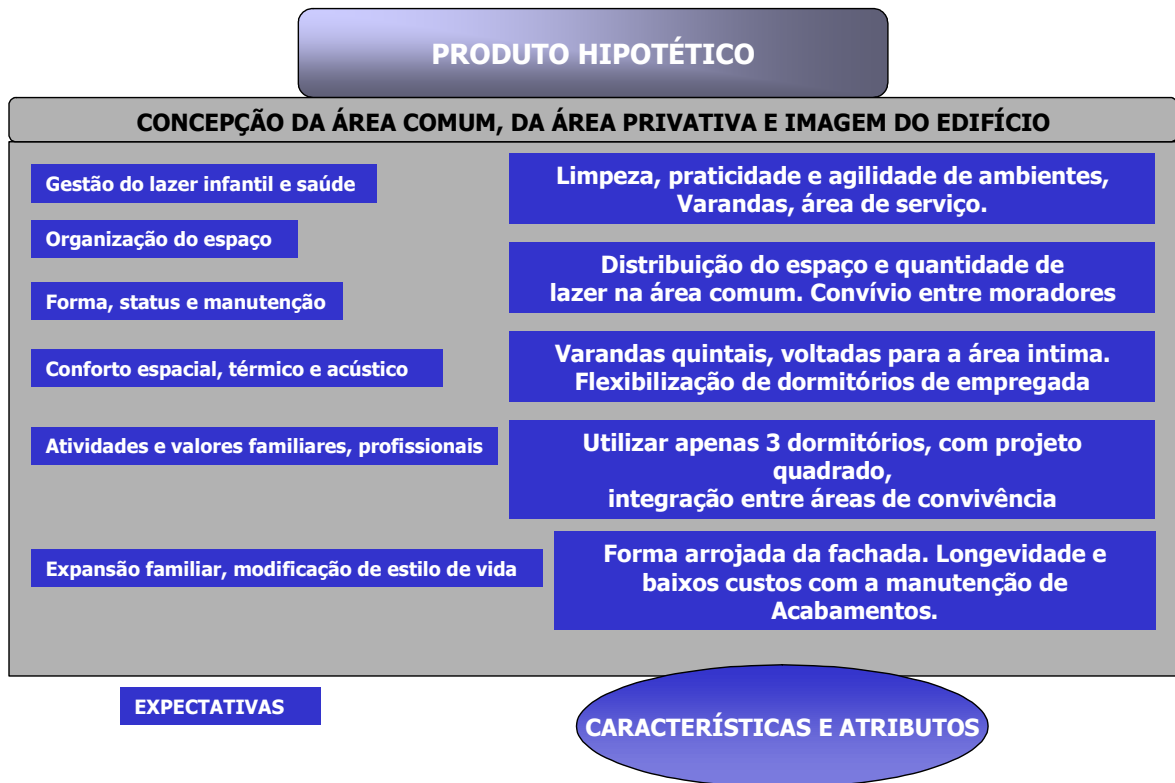 PRODUTO HIPOTÉTICO
CONCEPÇÃO DA ÁREA COMUM, DA ÁREA PRIVATIVA E IMAGEM DO EDIFÍCIO
Gestão do lazer infantil e saúde
Organização do espaço
Forma, status e manutenção
Conforto espacial, térmico e acústico
Atividades e valores familiares, profissionais
Expansão familiar, modificação de estilo de vida
Limpeza, praticidade e agilidade de ambientes,
Varandas, área de serviço.
Distribuição do espaço e quantidade de
lazer na área comum. Convívio entre moradores
Varandas quintais, voltadas para a área intima.
Flexibilização de dormitórios de empregada
Utilizar apenas 3 dormitórios, com projeto
quadrado,
integração entre áreas de convivência
Forma arrojada da fachada. Longevidade e
baixos custos com a manutenção de
Acabamentos.
EXPECTATIVAS
CARACTERÍSTICAS E ATRIBUTOS